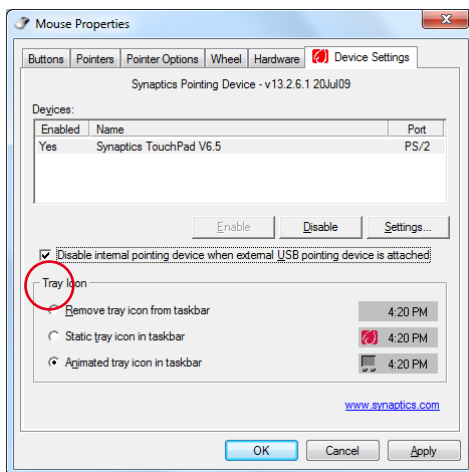 Mouse Properties
Buttons Pointers Pointer Options Wheel Hardware Device Settings
Synaptics Pointing Device - v13.2.6.1 20Jul09
Devices:
Enabled Name Port
Yes Synaptics TouchPad V6.5 PS/2
Enable Disable Settings...
Disable internal pointing device when external USB pointing device is attached
Tray Icon
Remove tray icon from taskbar 4:20 PM
Static tray icon in taskbar 4:20 PM
Animated tray icon in taskbar 4:20 PM
www.synaptics.com
OK Cancel Apply